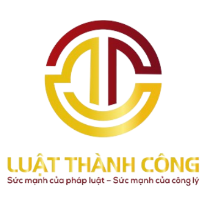 LUẬT THÀNH CÔNG
Sức mạnh của pháp luật – Sức mạnh của công lý